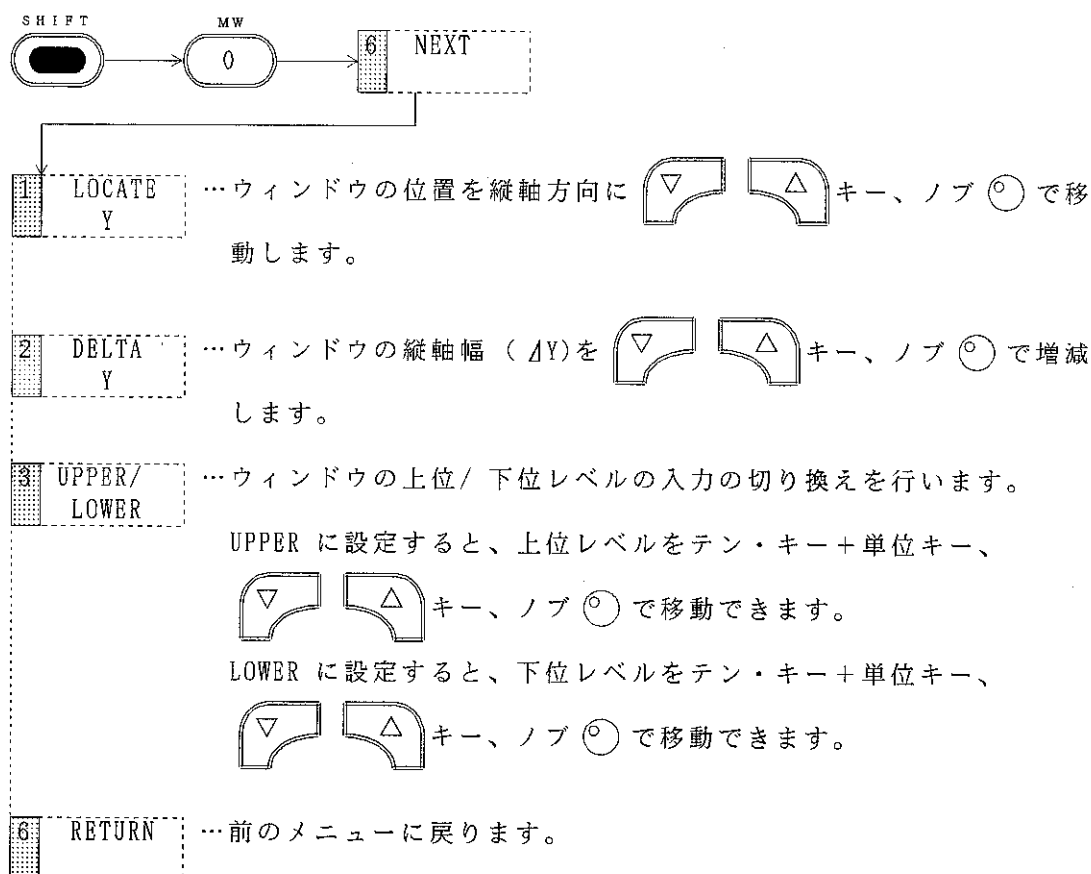 SHIFT
MW
0
6 NEXT
1 LOCATE
Y
…ウィンドウの位置を縦軸方向に ▽ △ キー、ノブ で移
動します。
2 DELTA
Y
…ウィンドウの縦軸幅 ( ⊿Y)を ▽ △ キー、ノブ で増減
します。
3 UPPER/
LOWER
…ウィンドウの上位/ 下位レベルの入力の切り換えを行います。
UPPER に設定すると、上位レベルをテン・キー+単位キー、
▽ △ キー、ノブ で移動できます。
LOWER に設定すると、下位レベルをテン・キー+単位キー、
▽ △ キー、ノブ で移動できます。
6 RETURN …前のメニューに戻ります。